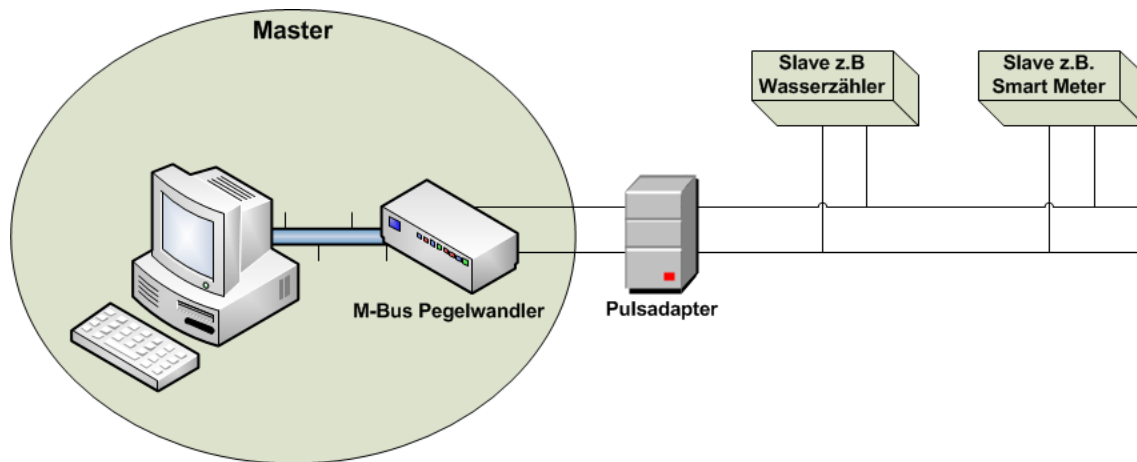 Master
Slave z.B
Wasserzähler
Slave z.B.
Smart Meter
M-Bus Pegelwandler
Pulsadapter